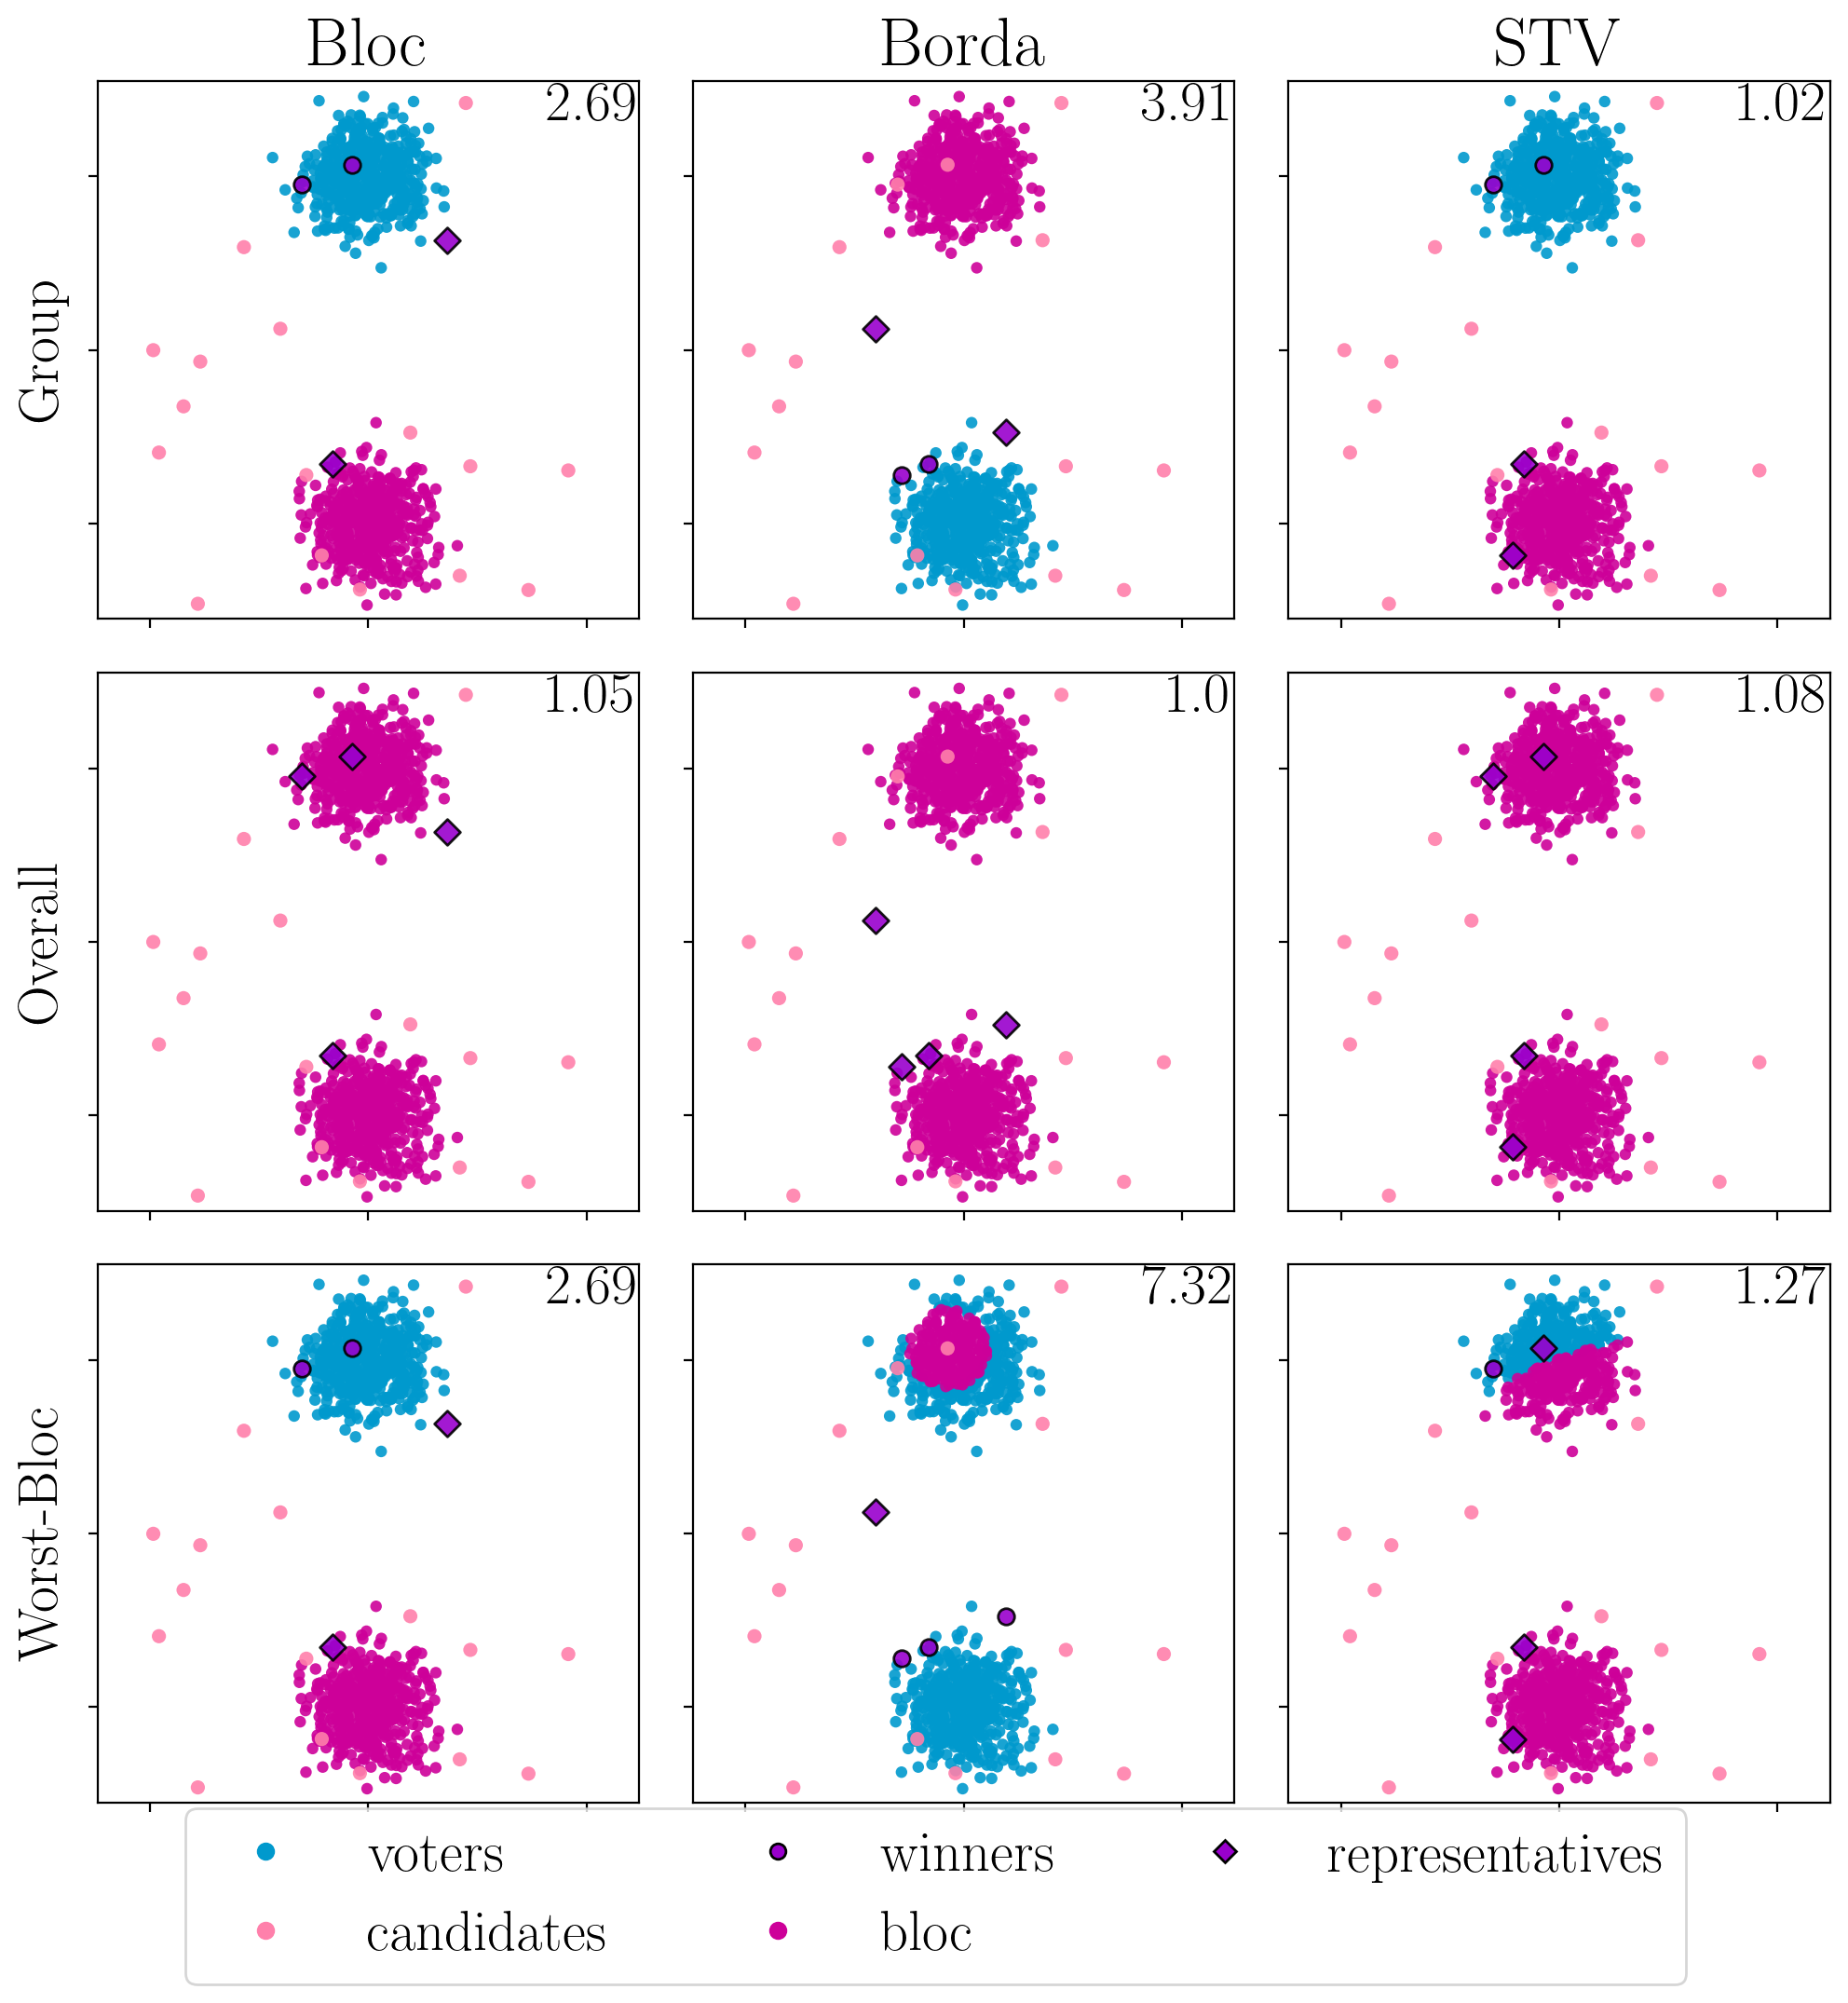 Bloc Borda STV
Group 2.69 3.91 1.02
Overall 1.05 1.0 1.08
Worst-Bloc 2.69 7.32 1.27
voters winners representatives
candidates bloc